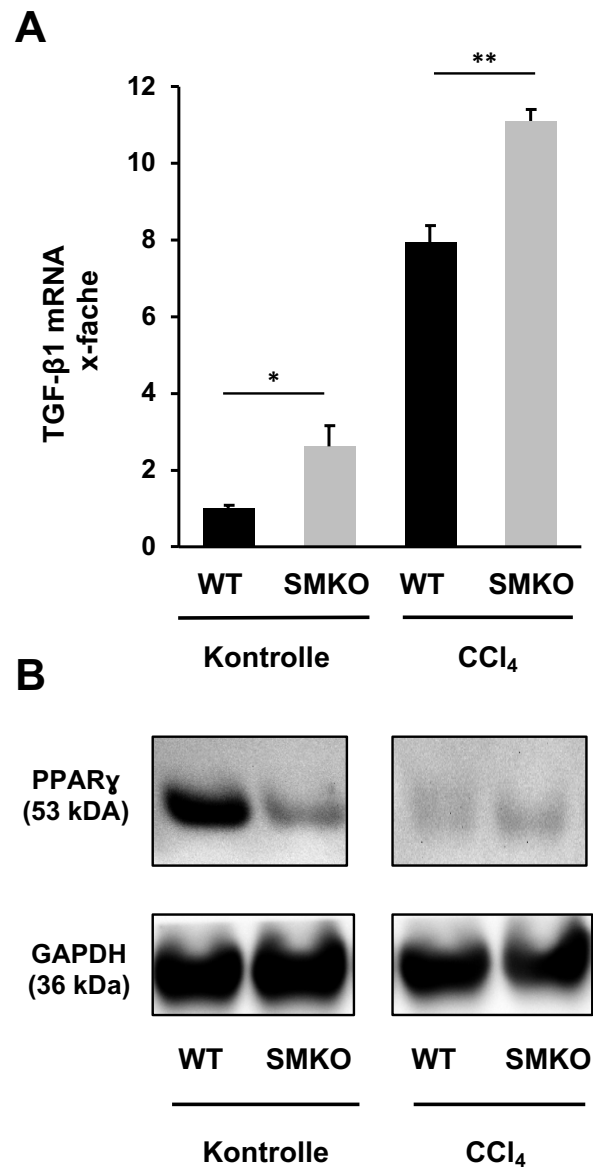 A
TGF-β1 mRNA
x-fache
12
10
8
6
4
2
0
*
**
WT SMKO WT SMKO
Kontrolle CCl₄
B
PPARɣ
(53 kDA)
GAPDH
(36 kDa)
WT SMKO WT SMKO
Kontrolle CCl₄